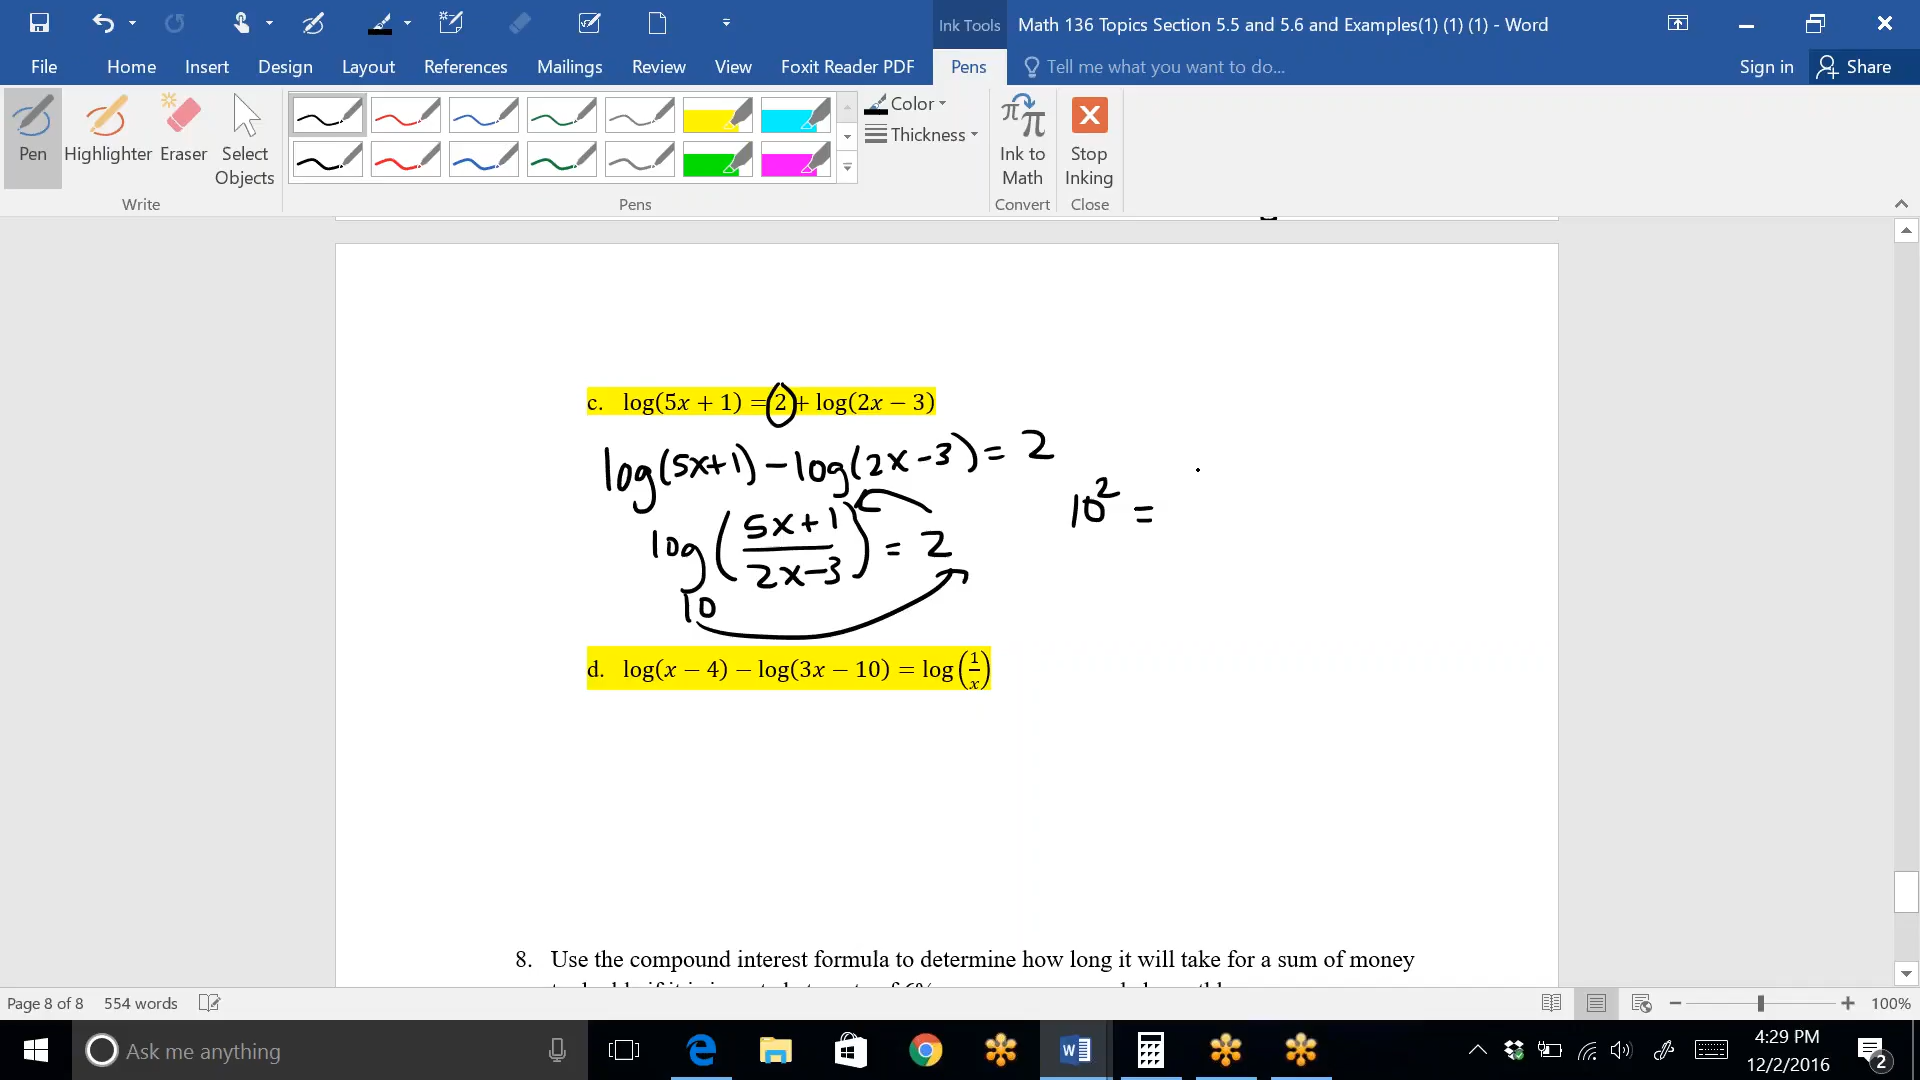 Ink Tools
Math 136 Topics Section 5.5 and 5.6 and Examples(1) (1) (1) - Word
File Home Insert Design Layout References Mailings Review View Foxit Reader PDF Pens Tell me what you want to do... Sign in Share
Pen Highlighter Eraser Select Objects
Color
Thickness
Ink to Math
Stop Inking
Write Pens Convert Close
c. log(5x + 1) = 2 + log(2x − 3)
log(5x+1) − log(2x−3) = 2
10² =
log((5x+1)/(2x−3)) = 2
10
d. log(x − 4) − log(3x − 10) = log(1/x)
8. Use the compound interest formula to determine how long it will take for a sum of money
Page 8 of 8 554 words 100%
Ask me anything
4:29 PM
12/2/2016
2